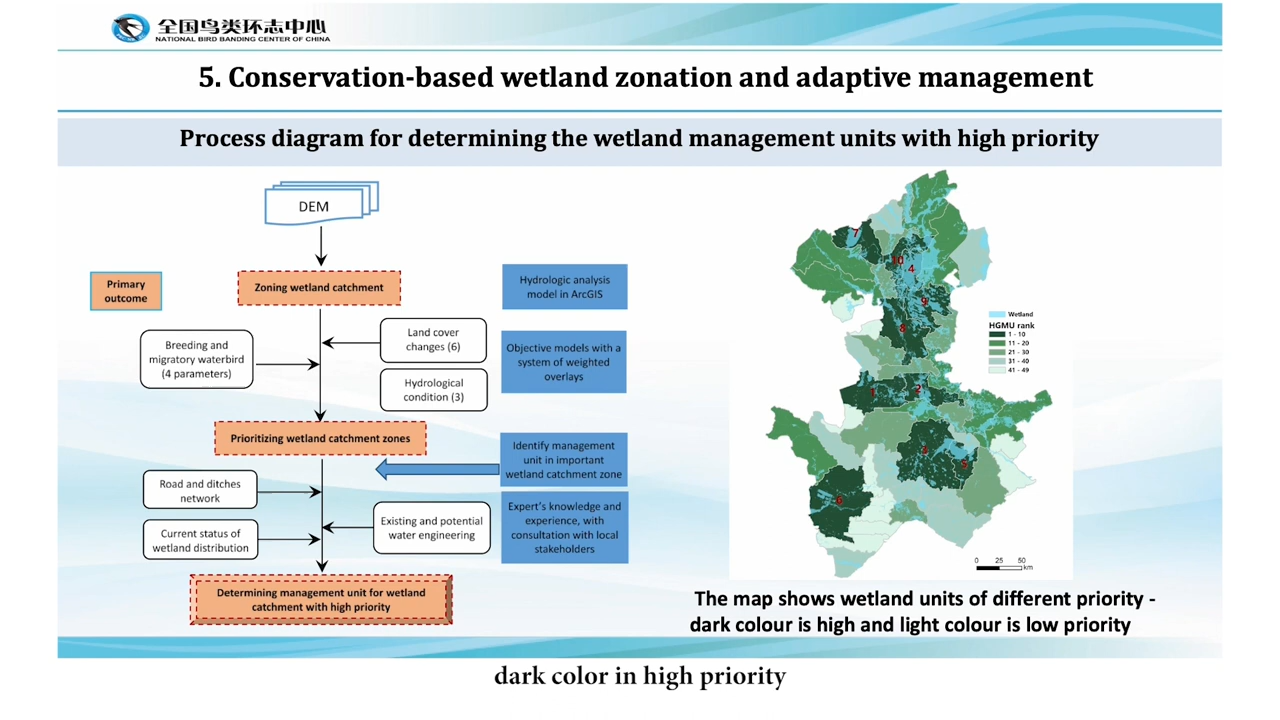 全国鸟类环志中心
NATIONAL BIRD BANDING CENTER OF CHINA
5. Conservation-based wetland zonation and adaptive management
Process diagram for determining the wetland management units with high priority
DEM
Primary
outcome
Zoning wetland catchment
Hydrologic analysis
model in ArcGIS
Breeding and
migratory waterbird
(4 parameters)
Land cover
changes (6)
Hydrological
condition (3)
Objective models with a
system of weighted
overlays
Prioritizing wetland catchment zones
Identify management
unit in important
wetland catchment zone
Road and ditches
network
Current status of
wetland distribution
Existing and potential
water engineering
Expert's knowledge and
experience, with
consultation with local
stakeholders
Determining management unit for wetland
catchment with high priority
7
10
4
9
8
1
2
5
6
Wetland
HGMU rank
1 - 10
11 - 20
21 - 30
31 - 40
41 - 49
0 25 50
km
The map shows wetland units of different priority -
dark colour is high and light colour is low priority
dark color in high priority